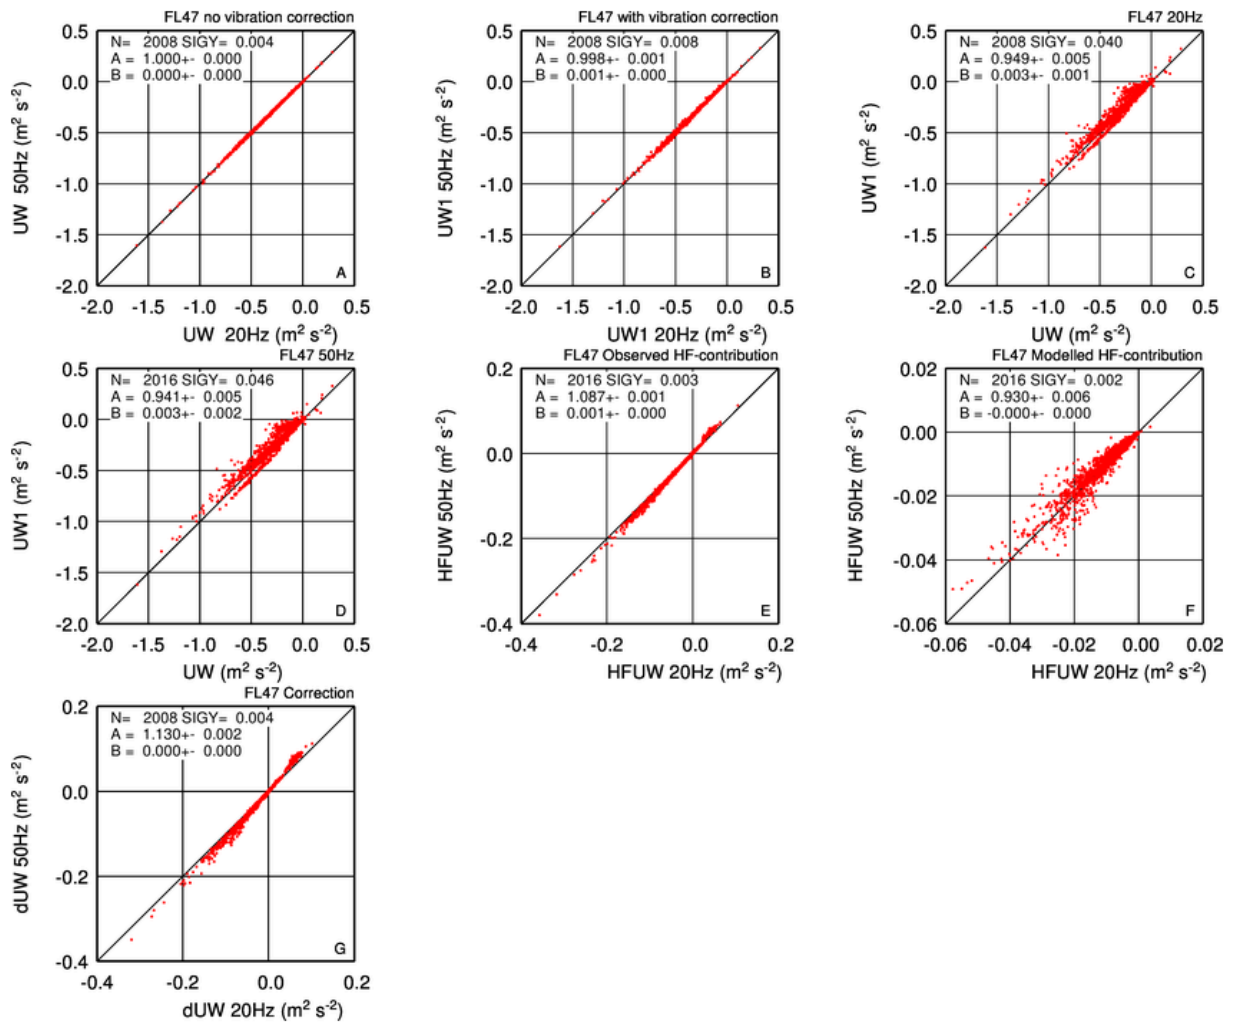 FL47 no vibration correction
N= 2008 SIGY= 0.004
A = 1.000+- 0.000
B = 0.000+- 0.000
0.5
0.0
-0.5
-1.0
-1.5
-2.0
UW 50Hz (m² s⁻²)
A
-2.0 -1.5 -1.0 -0.5 0.0 0.5
UW 20Hz (m² s⁻²)
FL47 with vibration correction
N= 2008 SIGY= 0.008
A = 0.998+- 0.001
B = 0.001+- 0.000
0.5
0.0
-0.5
-1.0
-1.5
-2.0
UW1 50Hz (m² s⁻²)
B
-2.0 -1.5 -1.0 -0.5 0.0 0.5
UW1 20Hz (m² s⁻²)
FL47 20Hz
N= 2008 SIGY= 0.040
A = 0.949+- 0.005
B = 0.003+- 0.001
0.5
0.0
-0.5
-1.0
-1.5
-2.0
UW1 (m² s⁻²)
C
-2.0 -1.5 -1.0 -0.5 0.0 0.5
UW (m² s⁻²)
FL47 50Hz
N= 2016 SIGY= 0.046
A = 0.941+- 0.005
B = 0.003+- 0.002
0.5
0.0
-0.5
-1.0
-1.5
-2.0
UW1 (m² s⁻²)
D
-2.0 -1.5 -1.0 -0.5 0.0 0.5
UW (m² s⁻²)
FL47 Observed HF-contribution
N= 2016 SIGY= 0.003
A = 1.087+- 0.001
B = 0.001+- 0.000
0.2
0.0
-0.2
-0.4
HFUW 50Hz (m² s⁻²)
E
-0.4 -0.2 0.0 0.2
HFUW 20Hz (m² s⁻²)
FL47 Modelled HF-contribution
N= 2016 SIGY= 0.002
A = 0.930+- 0.006
B = -0.000+- 0.000
0.02
0.00
-0.02
-0.04
-0.06
HFUW 50Hz (m² s⁻²)
F
-0.06 -0.04 -0.02 0.00 0.02
HFUW 20Hz (m² s⁻²)
FL47 Correction
N= 2008 SIGY= 0.004
A = 1.130+- 0.002
B = 0.000+- 0.000
0.2
0.0
-0.2
-0.4
dUW 50Hz (m² s⁻²)
G
-0.4 -0.2 0.0 0.2
dUW 20Hz (m² s⁻²)